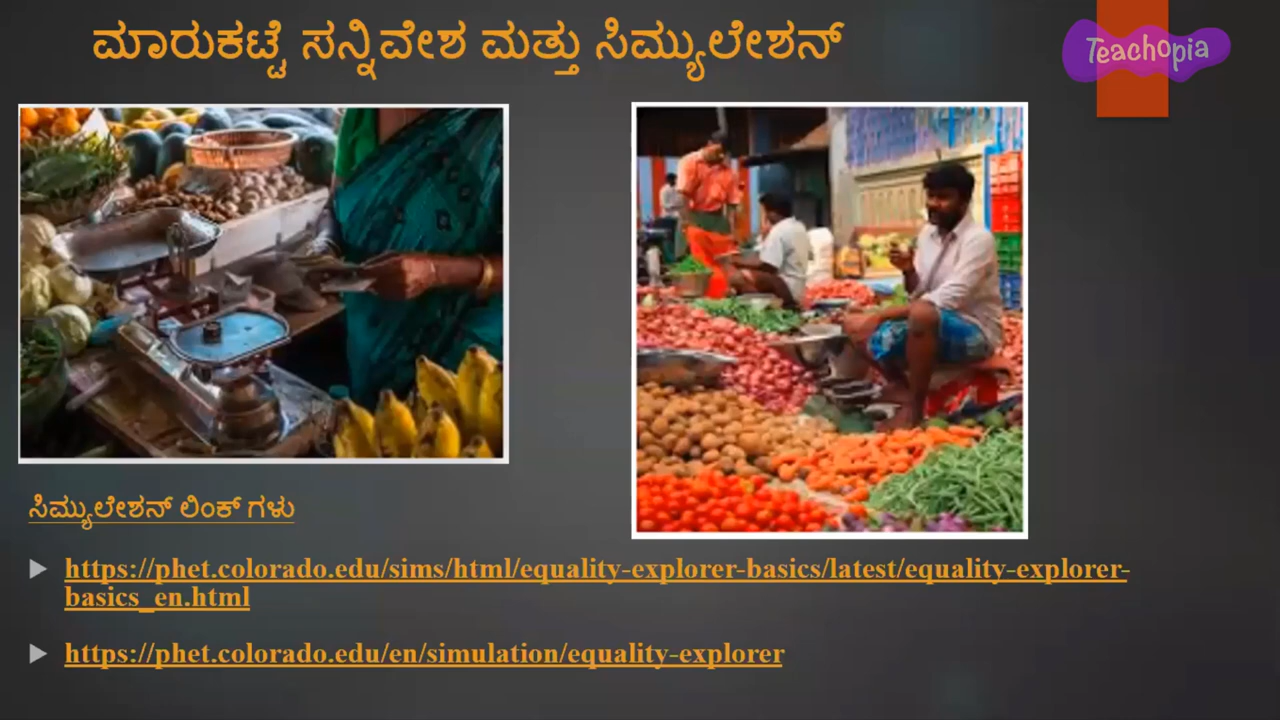 ಮಾರುಕಟ್ಟೆ ಸನ್ನಿವೇಶ ಮತ್ತು ಸಿಮ್ಯುಲೇಶನ್
Teachopia
ಸಿಮ್ಯುಲೇಶನ್ ಲಿಂಕ್ ಗಳು
https://phet.colorado.edu/sims/html/equality-explorer-basics/latest/equality-explorer-
basics_en.html
https://phet.colorado.edu/en/simulation/equality-explorer